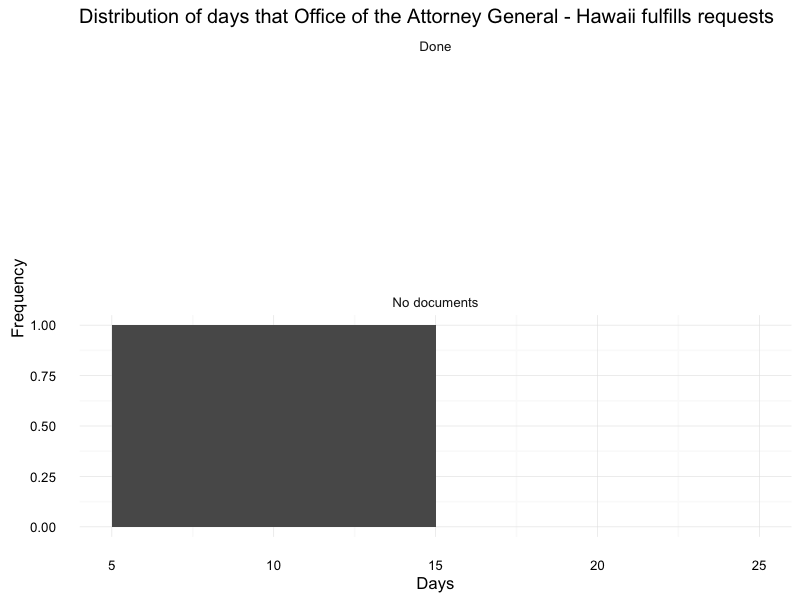 Distribution of days that Office of the Attorney General - Hawaii fulfills requests
Done
No documents
Frequency
1.00
0.75
0.50
0.25
0.00
5 10 15 20 25
Days